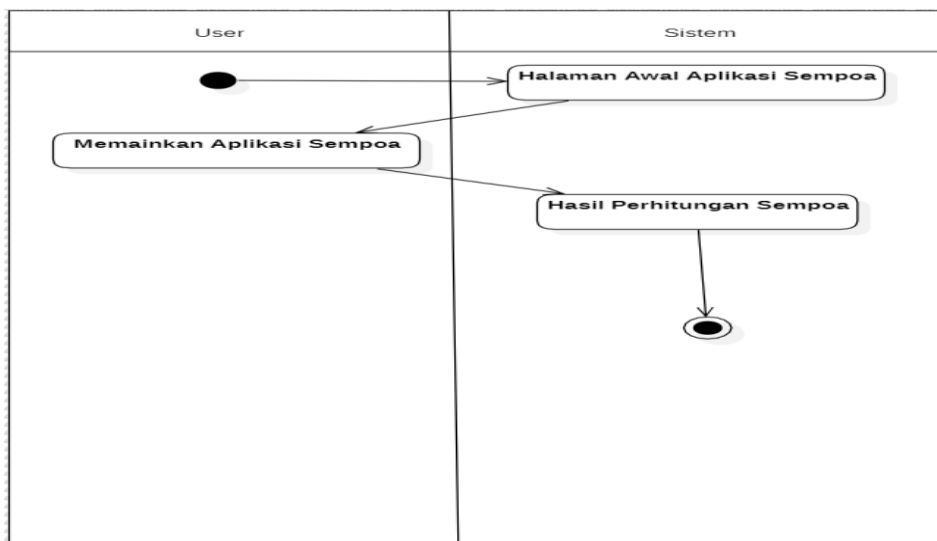 User
Sistem
Halaman Awal Aplikasi Sempoa
Memainkan Aplikasi Sempoa
Hasil Perhitungan Sempoa